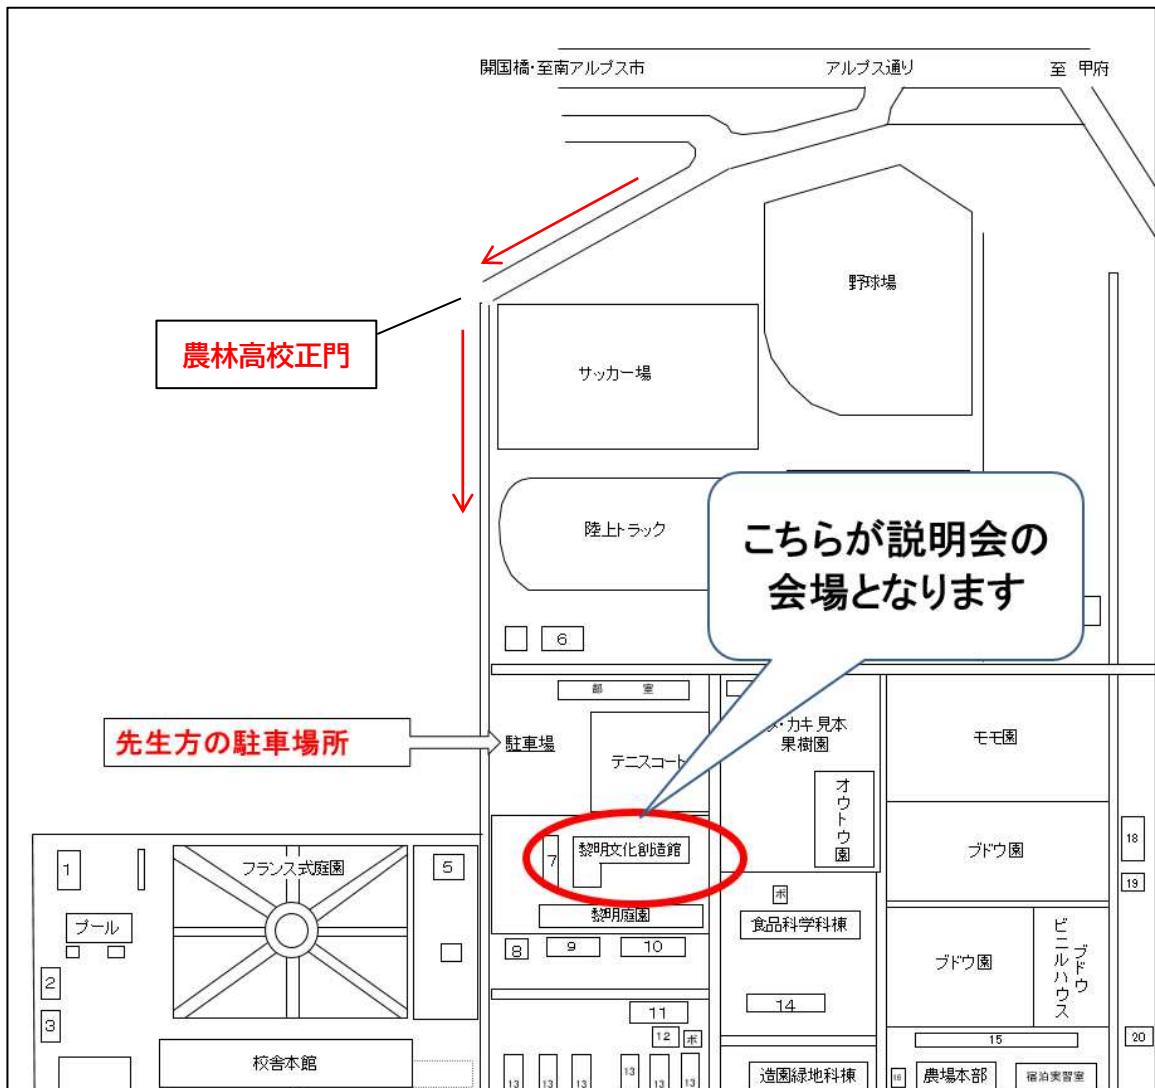 開国橋・至南アルプス市
アルプス通り
至 甲府
野球場
農林高校正門
サッカー場
陸上トラック
こちらが説明会の
会場となります
6
部 室
先生方の駐車場所
駐車場
テニスコート
・カキ 見本
果樹園
モモ園
オウトウ園
1
フランス式庭園
5
7
黎明文化創造館
ブドウ園
18
19
プール
黎明庭園
ボ
食品科学科棟
8
9
10
ブドウ園
ブドウ
ビニルハウス
2
3
14
11
12
ボ
15
20
校舎本館
13
13
13
13
13
13
造園緑地科棟
16
農場本部
宿泊実習室